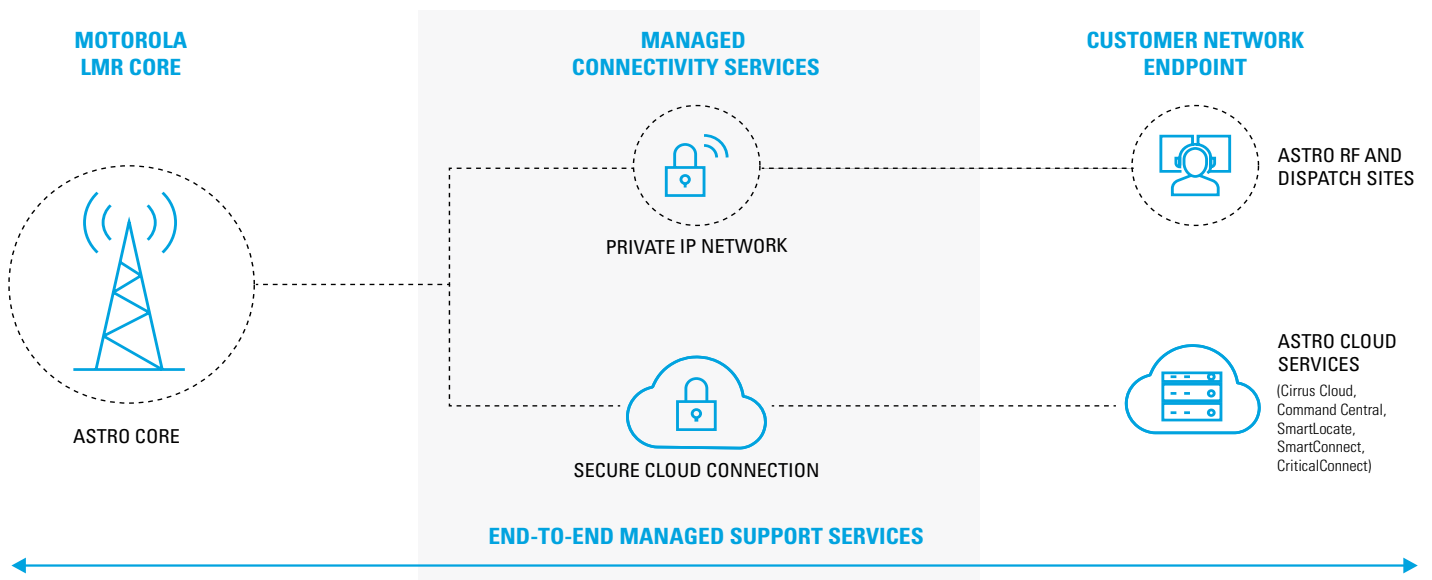 MOTOROLA
LMR CORE
MANAGED
CONNECTIVITY SERVICES
CUSTOMER NETWORK
ENDPOINT
ASTRO RF AND
DISPATCH SITES
PRIVATE IP NETWORK
ASTRO CORE
SECURE CLOUD CONNECTION
ASTRO CLOUD
SERVICES
(Cirrus Cloud,
Command Central,
SmartLocate,
SmartConnect,
CriticalConnect)
END-TO-END MANAGED SUPPORT SERVICES